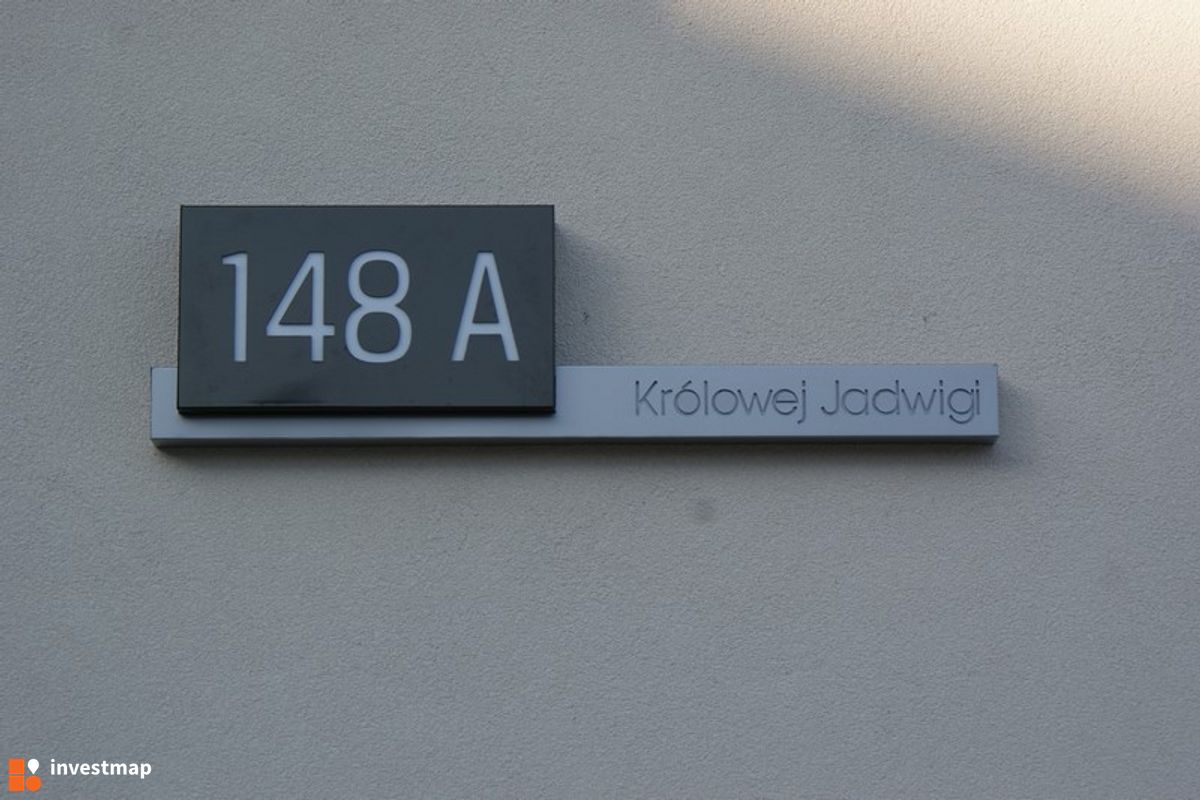 148 A
Królowej Jadwigi
investmap